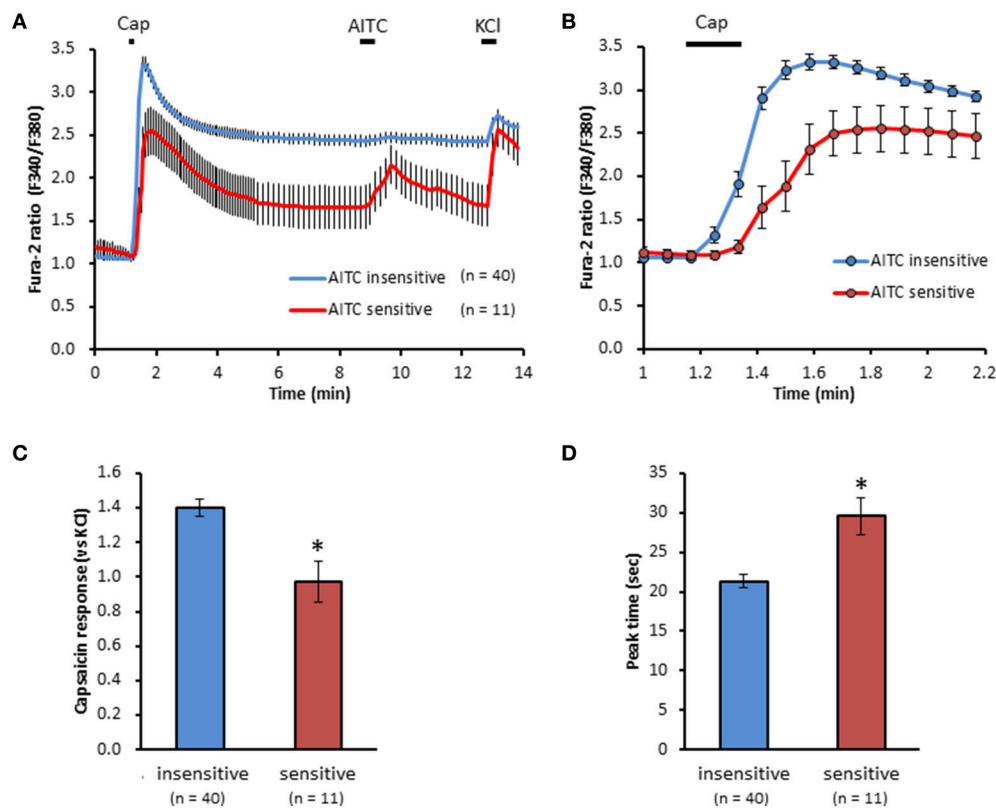 A
Cap
AITC
KCl
Fura-2 ratio (F340/F380)
3.5
3.0
2.5
2.0
1.5
1.0
0.5
0.0
AITC insensitive (n = 40)
AITC sensitive (n = 11)
0 2 4 6 8 10 12 14
Time (min)
B
Cap
Fura-2 ratio (F340/F380)
3.5
3.0
2.5
2.0
1.5
1.0
0.5
0.0
AITC insensitive
AITC sensitive
1 1.2 1.4 1.6 1.8 2 2.2
Time (min)
C
Capsaicin response (vs KCl)
1.6
1.4
1.2
1.0
0.8
0.6
0.4
0.2
0.0
*
insensitive sensitive
(n = 40) (n = 11)
D
Peak time (sec)
35
30
25
20
15
10
5
0
*
insensitive sensitive
(n = 40) (n = 11)